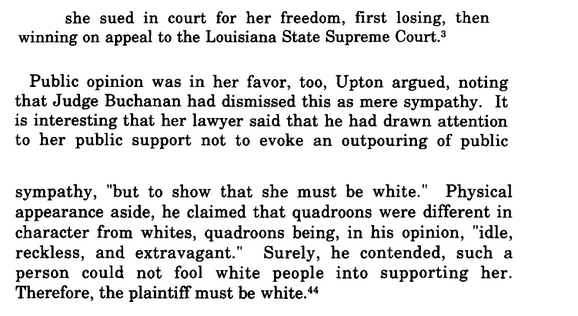 she sued in court for her freedom, first losing, then
winning on appeal to the Louisiana State Supreme Court.³
Public opinion was in her favor, too, Upton argued, noting
that Judge Buchanan had dismissed this as mere sympathy. It
is interesting that her lawyer said that he had drawn attention
to her public support not to evoke an outpouring of public
sympathy, "but to show that she must be white." Physical
appearance aside, he claimed that quadroons were different in
character from whites, quadroons being, in his opinion, "idle,
reckless, and extravagant." Surely, he contended, such a
person could not fool white people into supporting her.
Therefore, the plaintiff must be white.⁴⁴